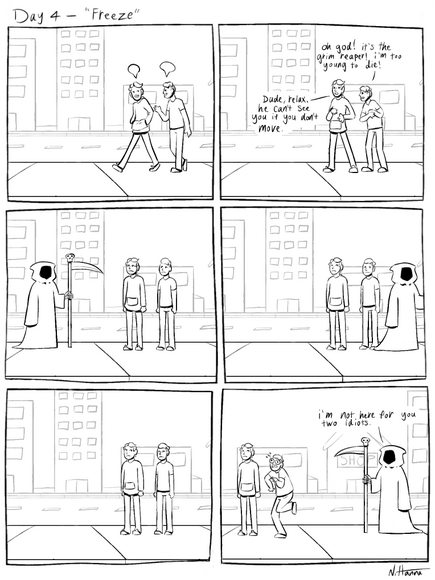 Day 4 - "Freeze"
oh god! it's the
grim reaper! i'm too
young to die!
Dude, relax.
he can't see
you if you don't
move.
i'm not here for you
two idiots.
SHOP
N. Hanna